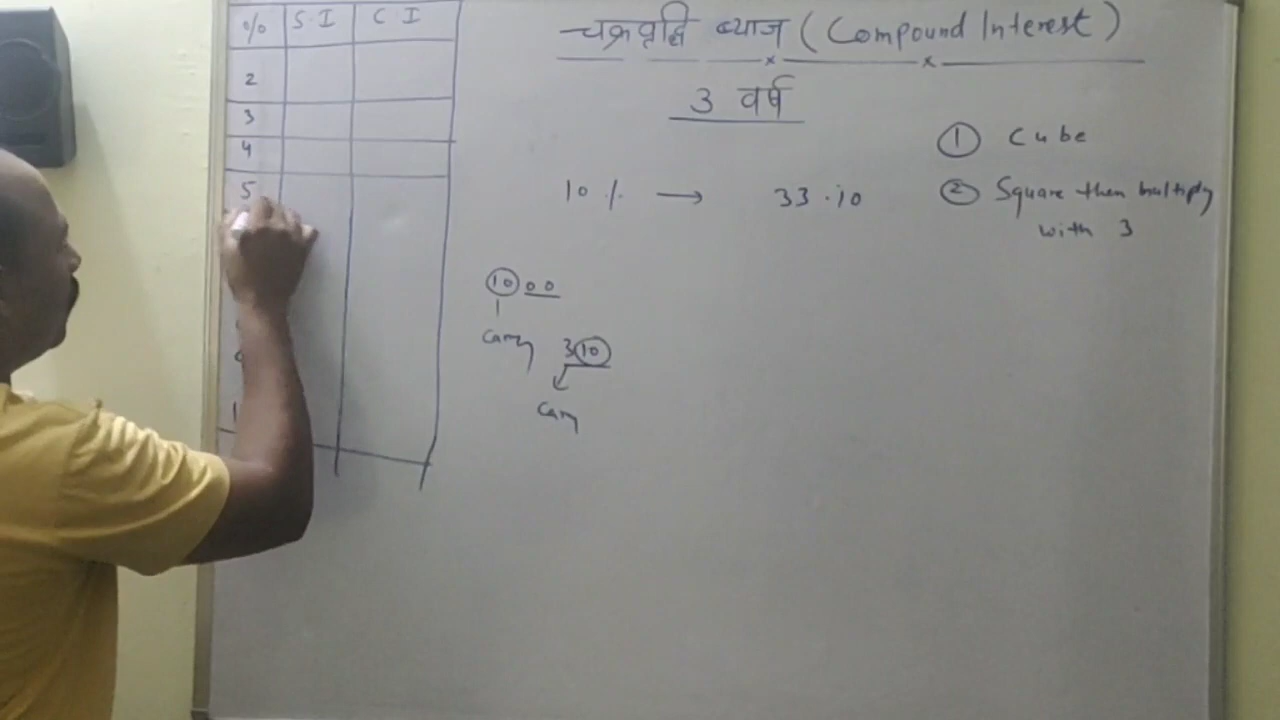 % S.I C I
2
3
4
5
चक्रवृद्धि ब्याज ( Compound Interest )
3 वर्ष
10 % → 33.10
① Cube
② Square then multiply
with 3
1000
Carry
310
Carry